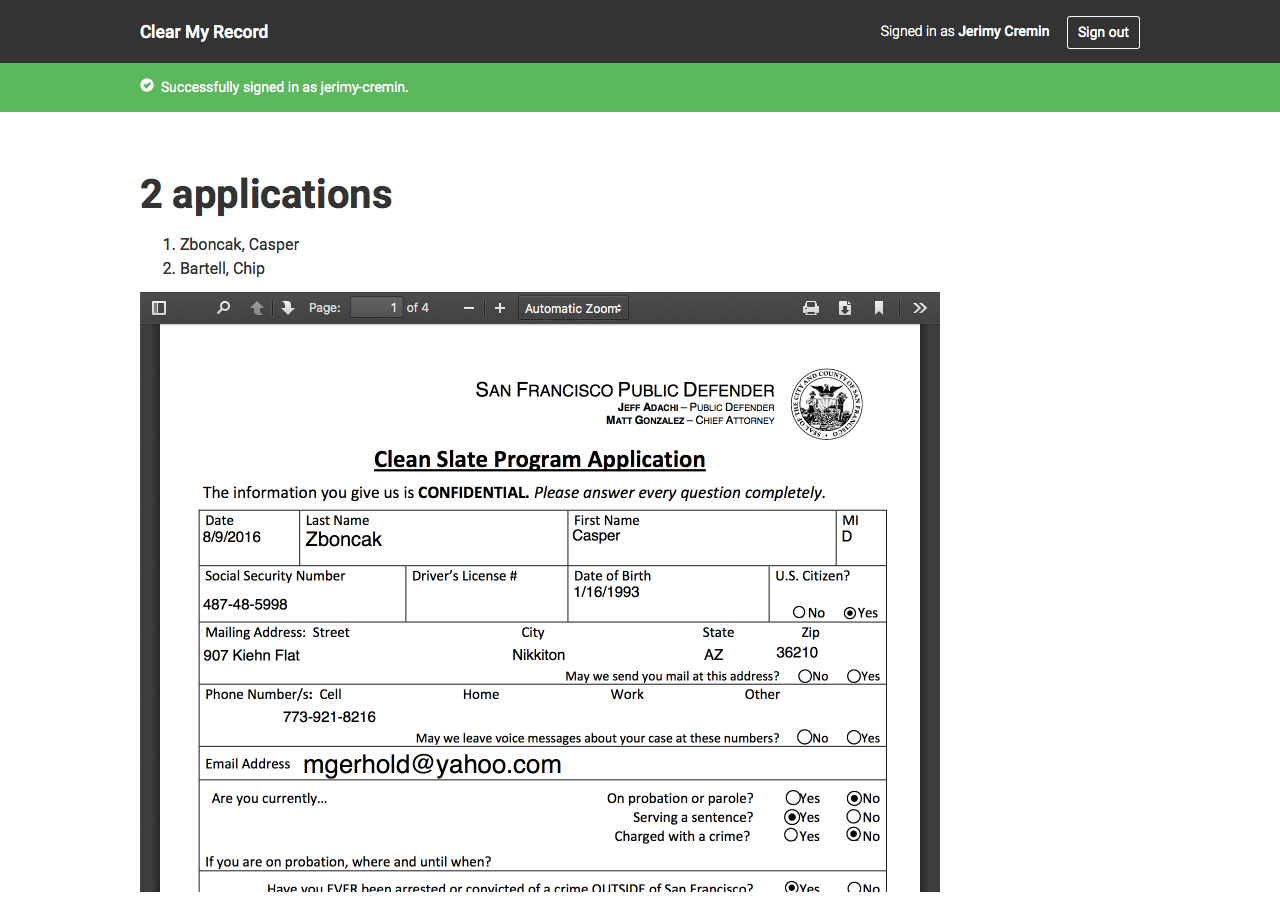 Clear My Record
Signed in as Jerimy Cremin Sign out
Successfully signed in as jerimy-cremin.
2 applications
1. Zboncak, Casper
2. Bartell, Chip
Page: 1 of 4 Automatic Zoom
SAN FRANCISCO PUBLIC DEFENDER
JEFF ADACHI – PUBLIC DEFENDER
MATT GONZALEZ – CHIEF ATTORNEY
SEAL OF THE CITY AND COUNTY OF SAN FRANCISCO
Clean Slate Program Application
The information you give us is CONFIDENTIAL. Please answer every question completely.
Date Last Name First Name MI
8/9/2016 Zboncak Casper D
Social Security Number Driver's License # Date of Birth U.S. Citizen?
1/16/1993
487-48-5998
No Yes
Mailing Address: Street City State Zip
907 Kiehn Flat Nikkiton AZ 36210
May we send you mail at this address? No Yes
Phone Number/s: Cell Home Work Other
773-921-8216
May we leave voice messages about your case at these numbers? No Yes
Email Address mgerhold@yahoo.com
Are you currently... On probation or parole? Yes No
Serving a sentence? Yes No
Charged with a crime? Yes No
If you are on probation, where and until when?
Have you EVER been arrested or convicted of a crime OUTSIDE of San Francisco? Yes No